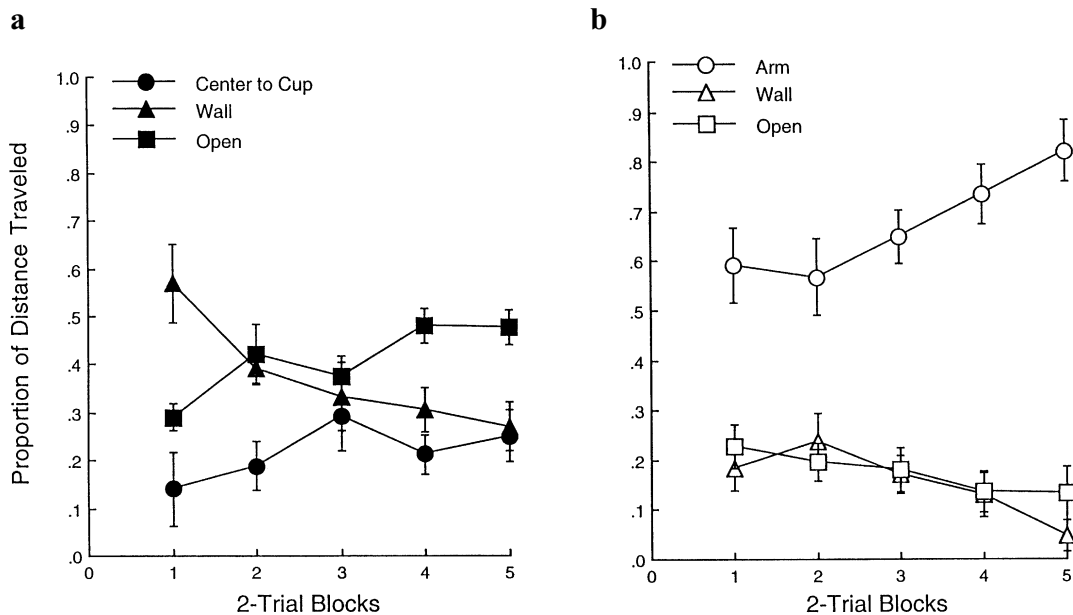 a
b
Center to Cup
Wall
Open
Arm
Wall
Open
Proportion of Distance Traveled
1.0
.9
.8
.7
.6
.5
.4
.3
.2
.1
.0
0 1 2 3 4 5
2-Trial Blocks
1.0
.9
.8
.7
.6
.5
.4
.3
.2
.1
.0
0 1 2 3 4 5
2-Trial Blocks